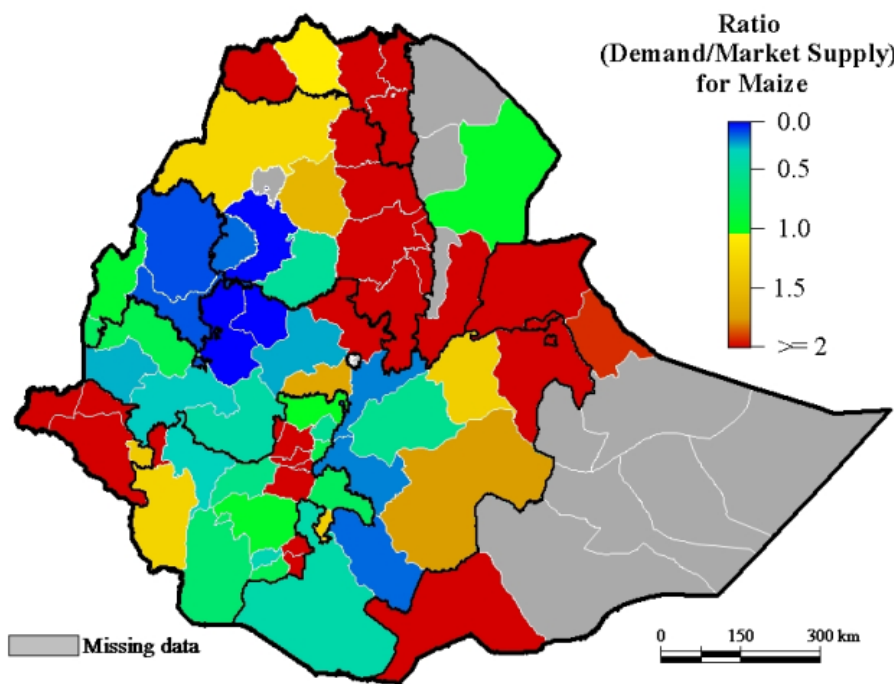 Ratio
(Demand/Market Supply)
for Maize
0.0
0.5
1.0
1.5
>= 2
Missing data
0 150 300 km